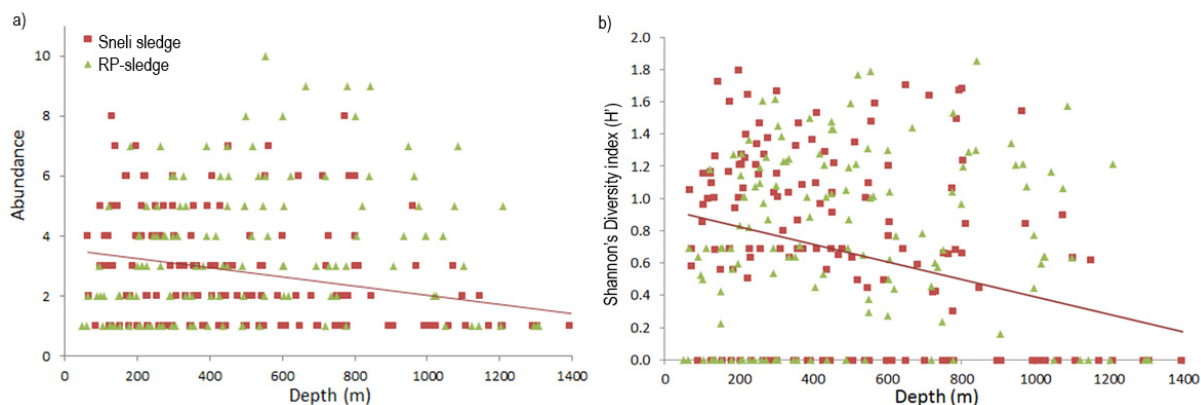 a)
Sneli sledge
RP-sledge
Abundance
10
8
6
4
2
0
0 200 400 600 800 1000 1200 1400
Depth (m)
b)
Shannon's Diversity index (H')
2.0
1.8
1.6
1.4
1.2
1.0
0.8
0.6
0.4
0.2
0.0
0 200 400 600 800 1000 1200 1400
Depth (m)